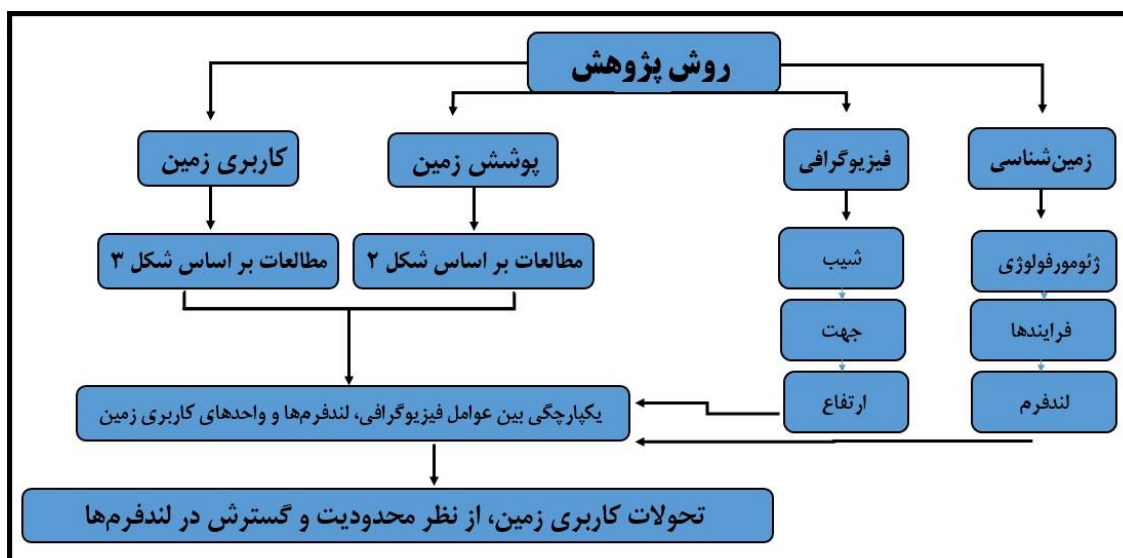 روش پژوهش
زمین‌شناسی
فیزیوگرافی
پوشش زمین
کاربری زمین
ژئومورفولوژی
شیب
مطالعات بر اساس شکل ۲
مطالعات بر اساس شکل ۳
فرایندها
جهت
لندفرم
ارتفاع
یکپارچگی بین عوامل فیزیوگرافی، لندفرم‌ها و واحدهای کاربری زمین
تحولات کاربری زمین، از نظر محدودیت و گسترش در لندفرم‌ها